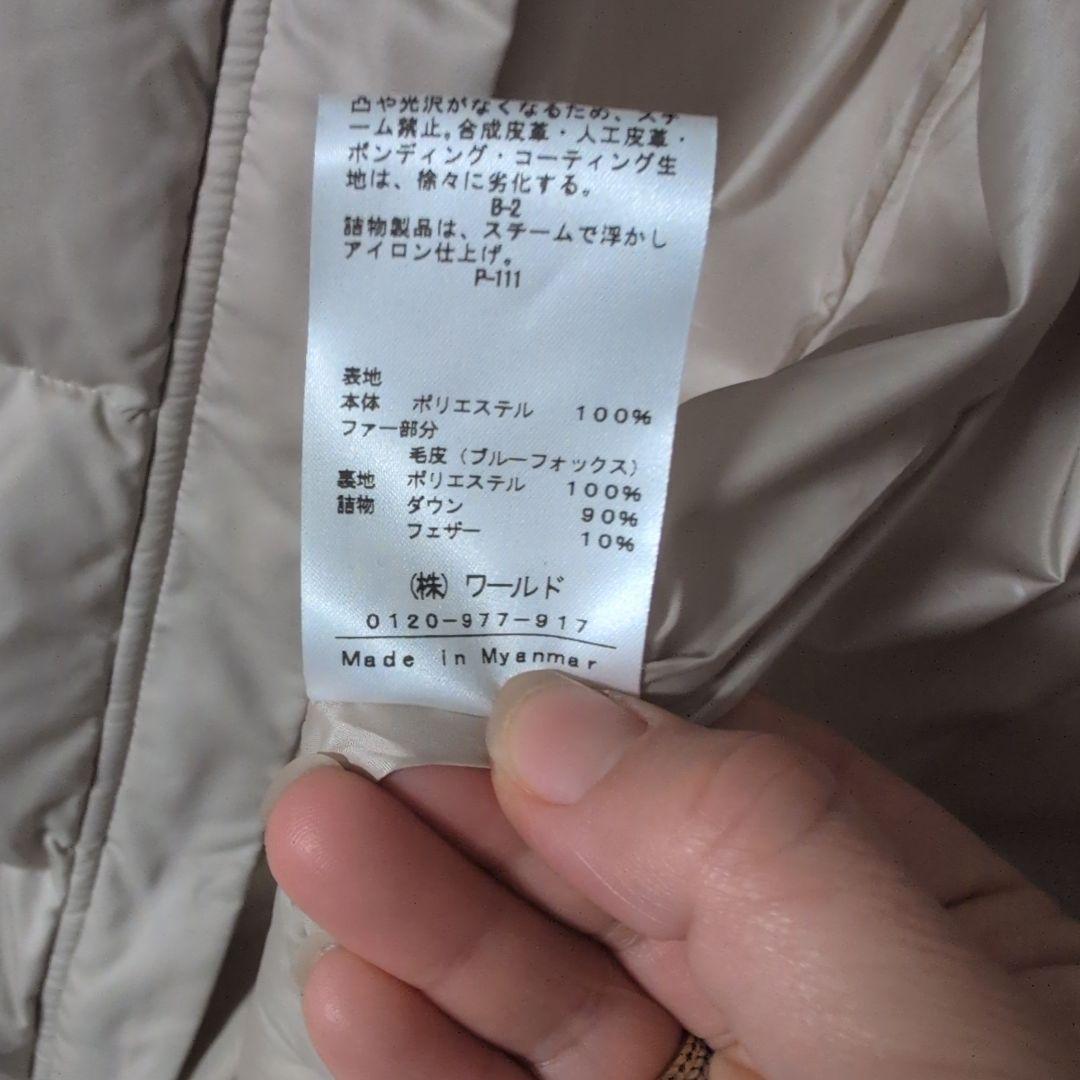 凸や光沢がなくなるため、スチ
ーム禁止。合成皮革・人工皮革・
ボンディング・コーティング生
地は、徐々に劣化する。
B-2
詰物製品は、スチームで浮かし
アイロン仕上げ。
P-111
表地
本体 ポリエステル 100%
ファー部分
毛皮（ブルーフォックス）
裏地 ポリエステル 100%
詰物 ダウン 90%
フェザー 10%
(株) ワールド
0120-977-917
Made in Myanmar